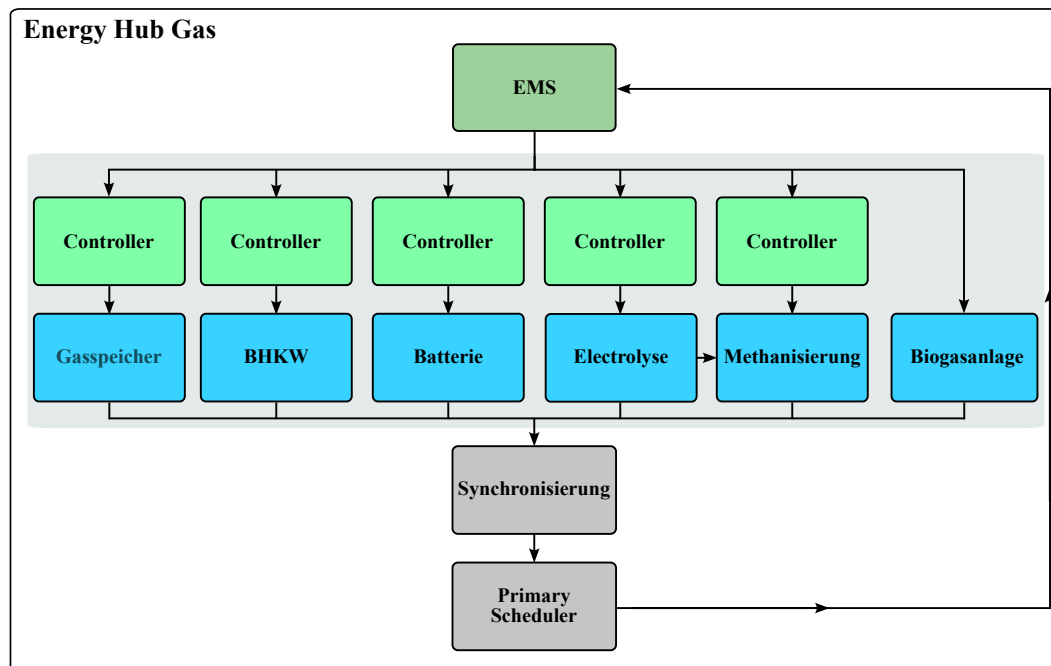 Energy Hub Gas
EMS
Controller
Controller
Controller
Controller
Controller
Gasspeicher
BHKW
Batterie
Electrolyse
Methanisierung
Biogasanlage
Synchronisierung
Primary
Scheduler